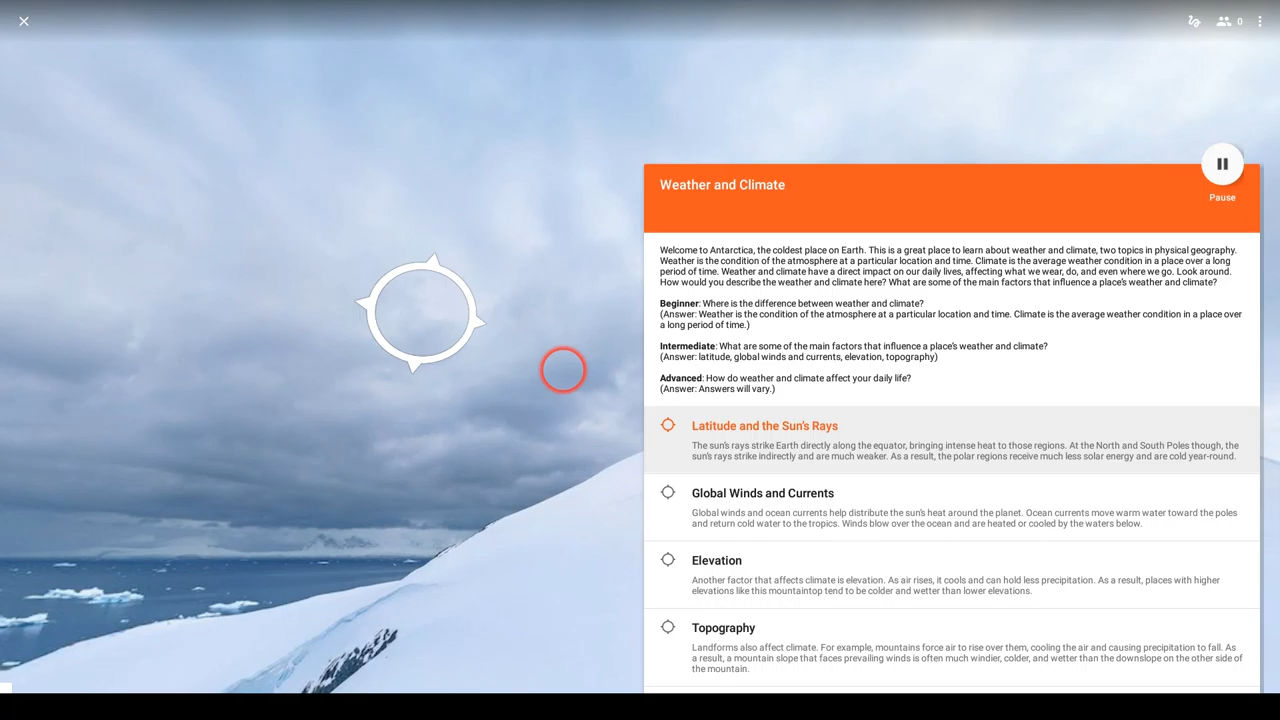 0
Pause
Weather and Climate
Welcome to Antarctica, the coldest place on Earth. This is a great place to learn about weather and climate, two topics in physical geography.
Weather is the condition of the atmosphere at a particular location and time. Climate is the average weather condition in a place over a long
period of time. Weather and climate have a direct impact on our daily lives, affecting what we wear, do, and even where we go. Look around.
How would you describe the weather and climate here? What are some of the main factors that influence a place's weather and climate?
Beginner: Where is the difference between weather and climate?
(Answer: Weather is the condition of the atmosphere at a particular location and time. Climate is the average weather condition in a place over
a long period of time.)
Intermediate: What are some of the main factors that influence a place's weather and climate?
(Answer: latitude, global winds and currents, elevation, topography)
Advanced: How do weather and climate affect your daily life?
(Answer: Answers will vary.)
Latitude and the Sun's Rays
The sun's rays strike Earth directly along the equator, bringing intense heat to those regions. At the North and South Poles though, the
sun's rays strike indirectly and are much weaker. As a result, the polar regions receive much less solar energy and are cold year-round.
Global Winds and Currents
Global winds and ocean currents help distribute the sun's heat around the planet. Ocean currents move warm water toward the poles
and return cold water to the tropics. Winds blow over the ocean and are heated or cooled by the waters below.
Elevation
Another factor that affects climate is elevation. As air rises, it cools and can hold less precipitation. As a result, places with higher
elevations like this mountaintop tend to be colder and wetter than lower elevations.
Topography
Landforms also affect climate. For example, mountains force air to rise over them, cooling the air and causing precipitation to fall. As
a result, a mountain slope that faces prevailing winds is often much windier, colder, and wetter than the downslope on the other side of
the mountain.